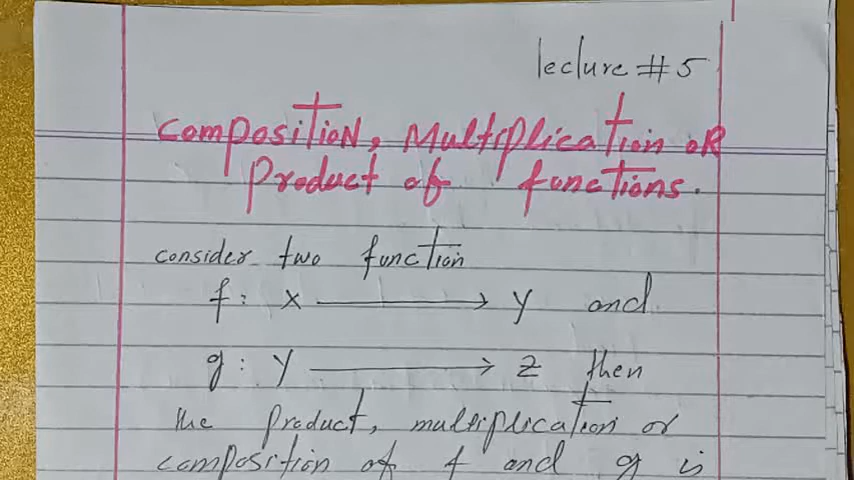 lecture #5
Composition, Multiplication OR
Product of functions.
consider two function
f: X ⟶ Y and
g: Y ⟶ Z then
the product, multiplication or
composition of f and g is